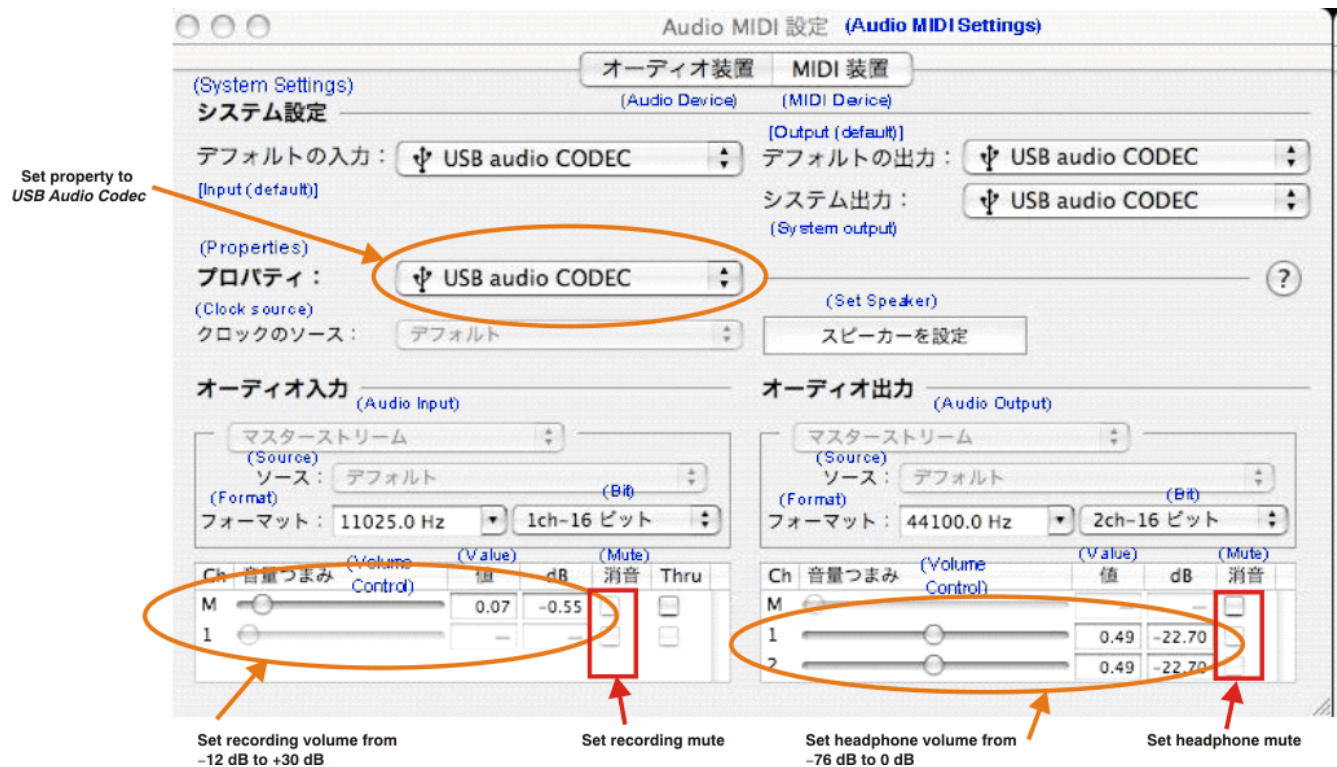 Audio MIDI 設定 (Audio MIDI Settings)
オーディオ装置 MIDI 装置
(Audio Device) (MIDI Device)
(System Settings)
システム設定
[Output (default)]
デフォルトの入力： USB audio CODEC デフォルトの出力： USB audio CODEC
[Input (default)]
システム出力： USB audio CODEC
(System output)
Set property to
USB Audio Codec
(Properties)
プロパティ： USB audio CODEC ?
(Clock source) (Set Speaker)
クロックのソース： デフォルト スピーカーを設定
オーディオ入力 オーディオ出力
(Audio Input) (Audio Output)
マスターストリーム マスターストリーム
(Source) (Source)
ソース： デフォルト ソース： デフォルト
(Format) (Bit) (Format) (Bit)
フォーマット： 11025.0 Hz 1ch-16 ビット フォーマット： 44100.0 Hz 2ch-16 ビット
(Volume Control) (Value) (Mute) (Volume Control) (Value) (Mute)
Ch 音量つまみ 値 dB 消音 Thru Ch 音量つまみ 値 dB 消音
M 0.07 -0.55 M — —
1 — — 1 0.49 -22.70
2 0.49 -22.70
Set recording volume from
–12 dB to +30 dB
Set recording mute
Set headphone volume from
–76 dB to 0 dB
Set headphone mute